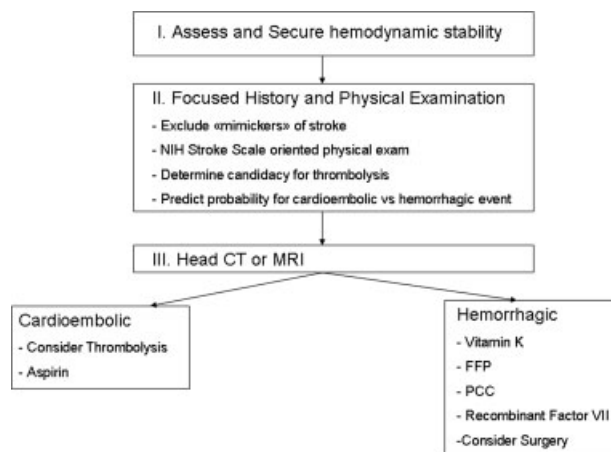 I. Assess and Secure hemodynamic stability
II. Focused History and Physical Examination
- Exclude «mimickers» of stroke
- NIH Stroke Scale oriented physical exam
- Determine candidacy for thrombolysis
- Predict probability for cardioembolic vs hemorrhagic event
III. Head CT or MRI
Cardioembolic
- Consider Thrombolysis
- Aspirin
Hemorrhagic
- Vitamin K
- FFP
- PCC
- Recombinant Factor VII
-Consider Surgery